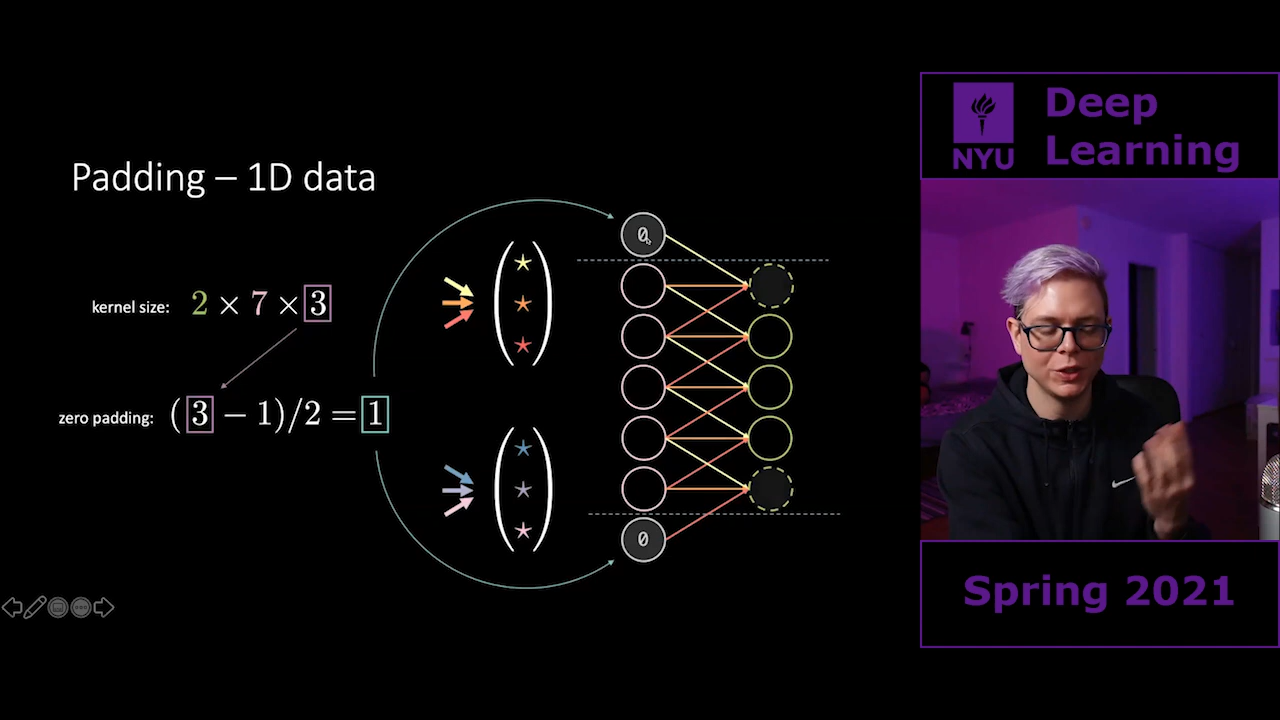 Padding – 1D data
kernel size: 2 × 7 × 3
zero padding: (3 − 1)/2 = 1
0
0
NYU
Deep
Learning
Spring 2021